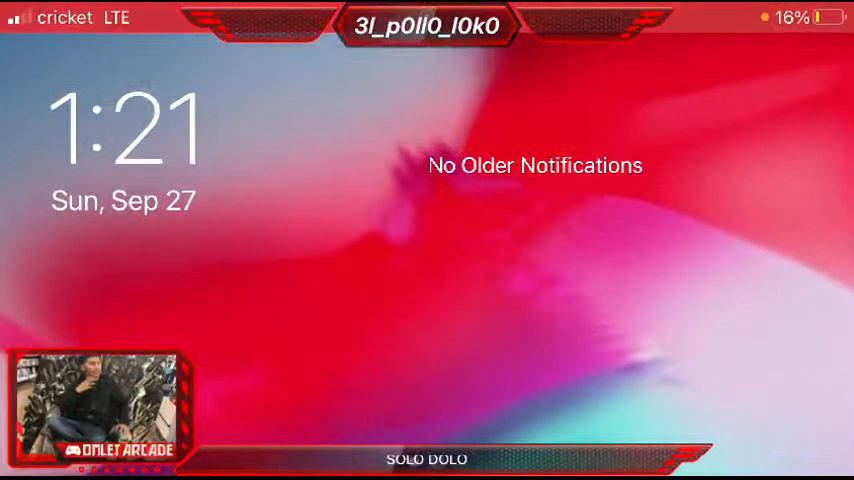 cricket LTE
3l_p0ll0_l0k0
16%
1:21
Sun, Sep 27
No Older Notifications
OMLET ARCADE
SOLO DOLO